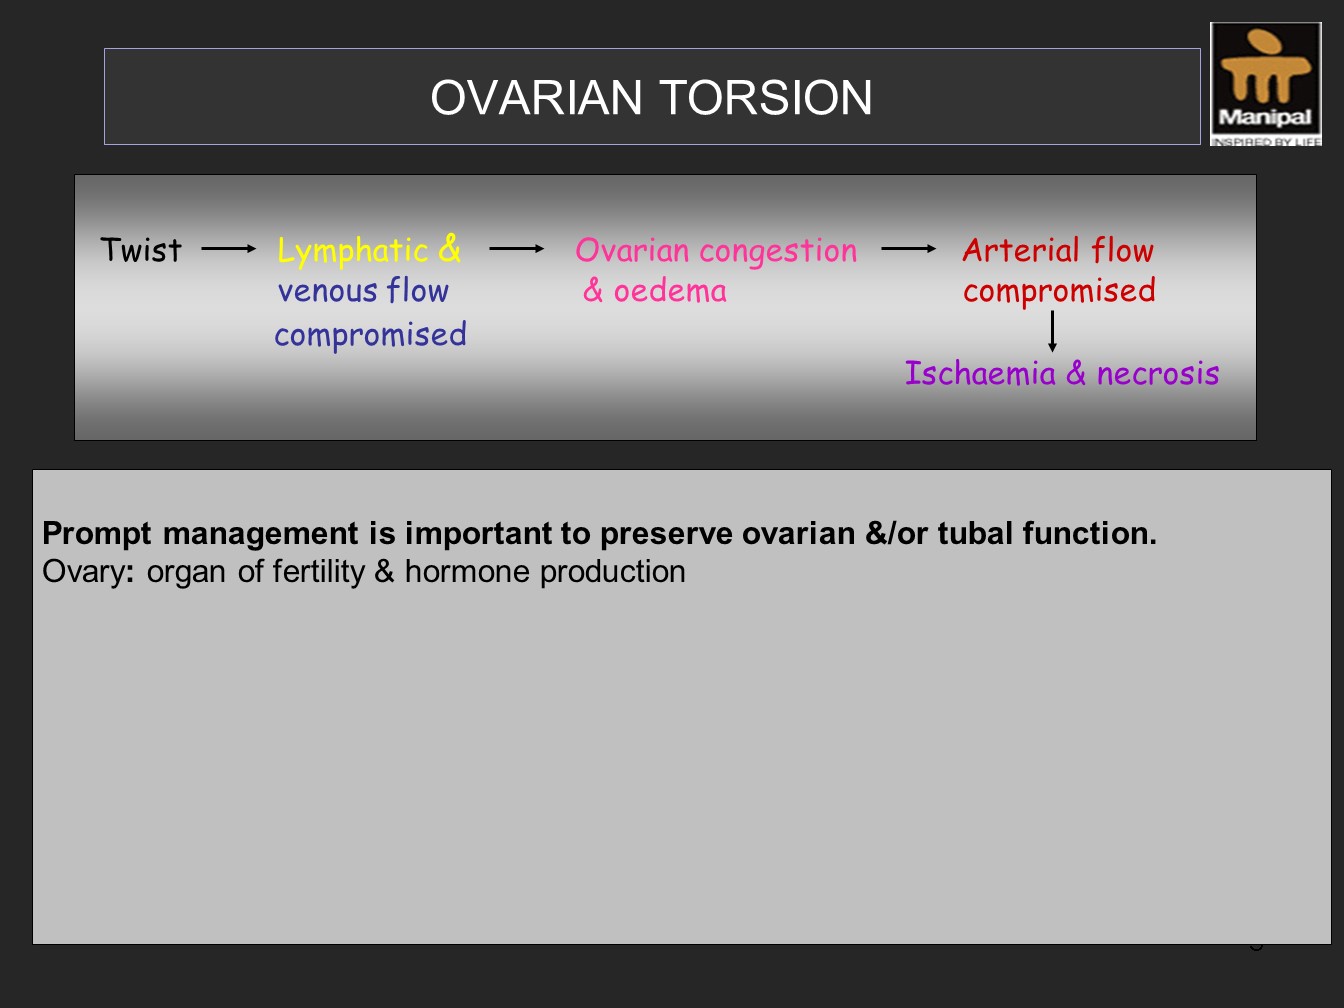 OVARIAN TORSION
Manipal
INSPIRED BY LIFE
Twist
Lymphatic &
venous flow
compromised
Ovarian congestion
& oedema
Arterial flow
compromised
Ischaemia & necrosis
Prompt management is important to preserve ovarian &/or tubal function.
Ovary: organ of fertility & hormone production